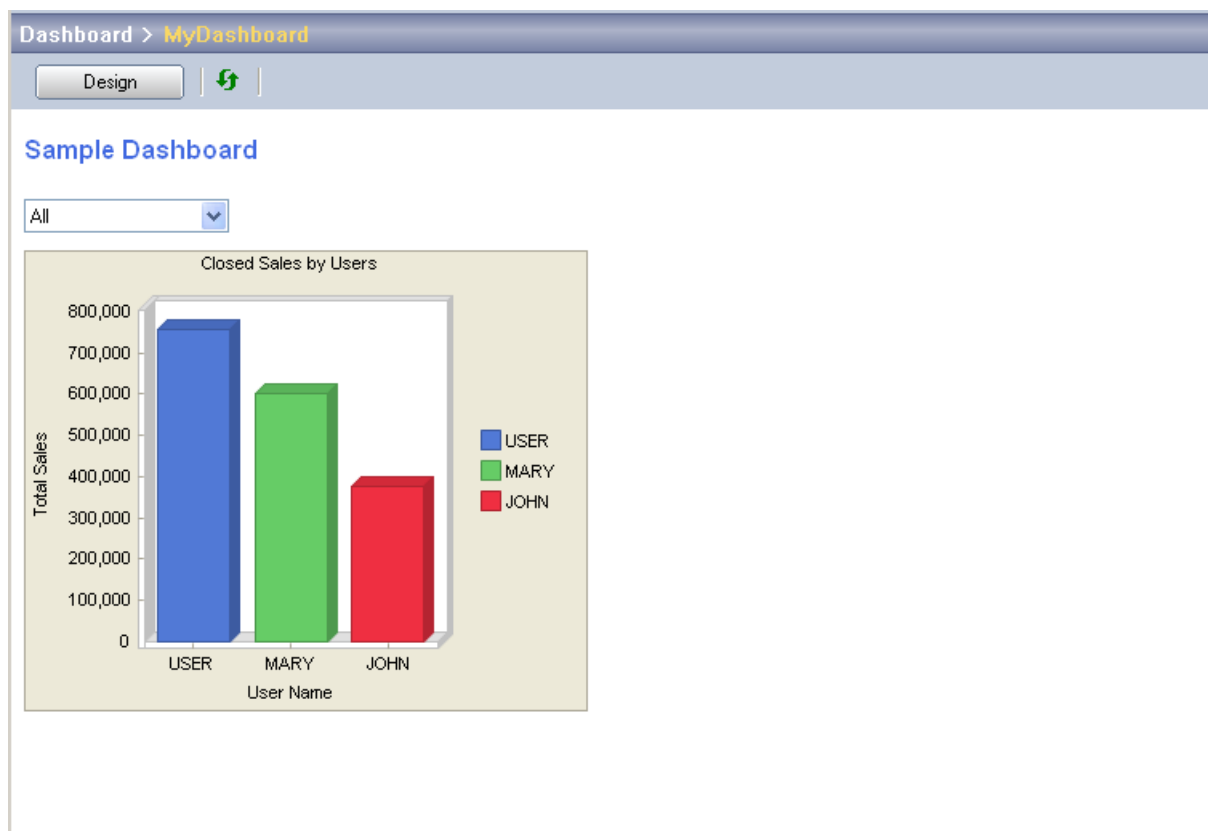 Dashboard > MyDashboard
Design
Sample Dashboard
All
Closed Sales by Users
800,000
700,000
600,000
500,000
400,000
300,000
200,000
100,000
0
Total Sales
USER
MARY
JOHN
USER MARY JOHN
User Name